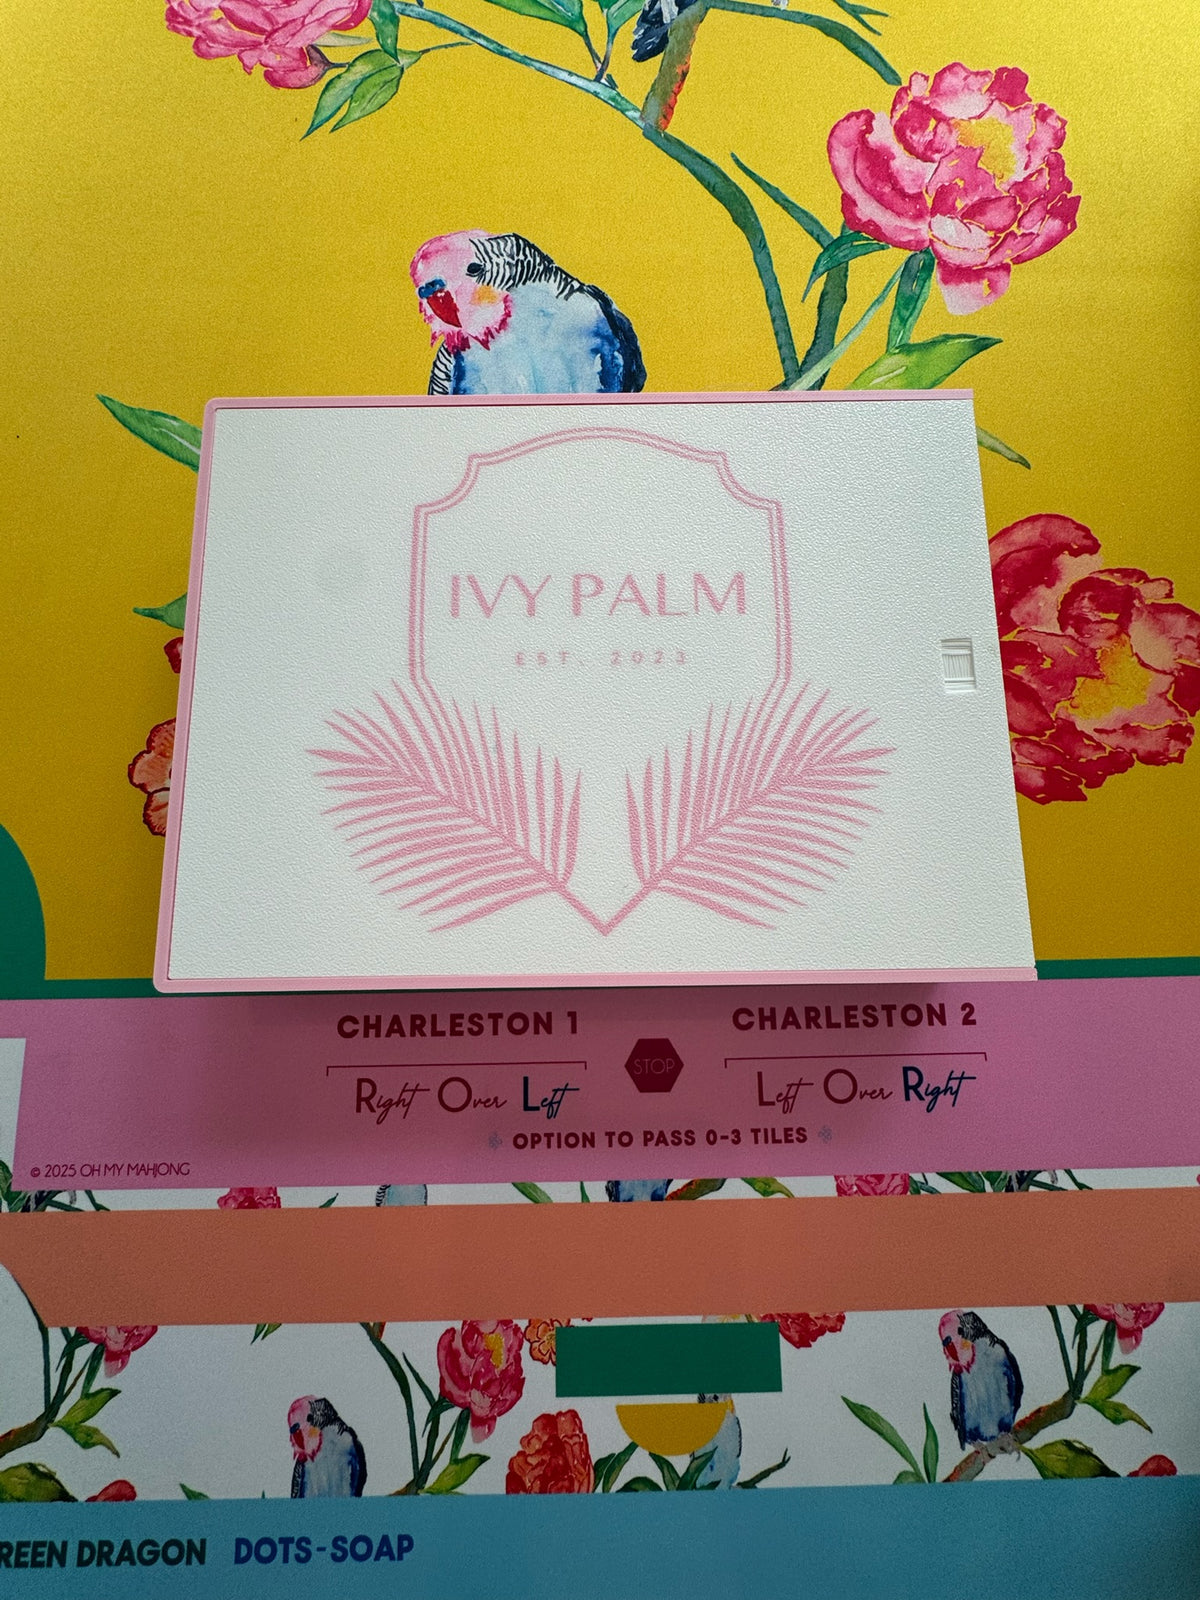 IVY PALM
EST. 2023
CHARLESTON 1
STOP
CHARLESTON 2
Right Over Left
Left Over Right
OPTION TO PASS 0-3 TILES
© 2025 OH MY MAHJONG
REEN DRAGON DOTS-SOAP